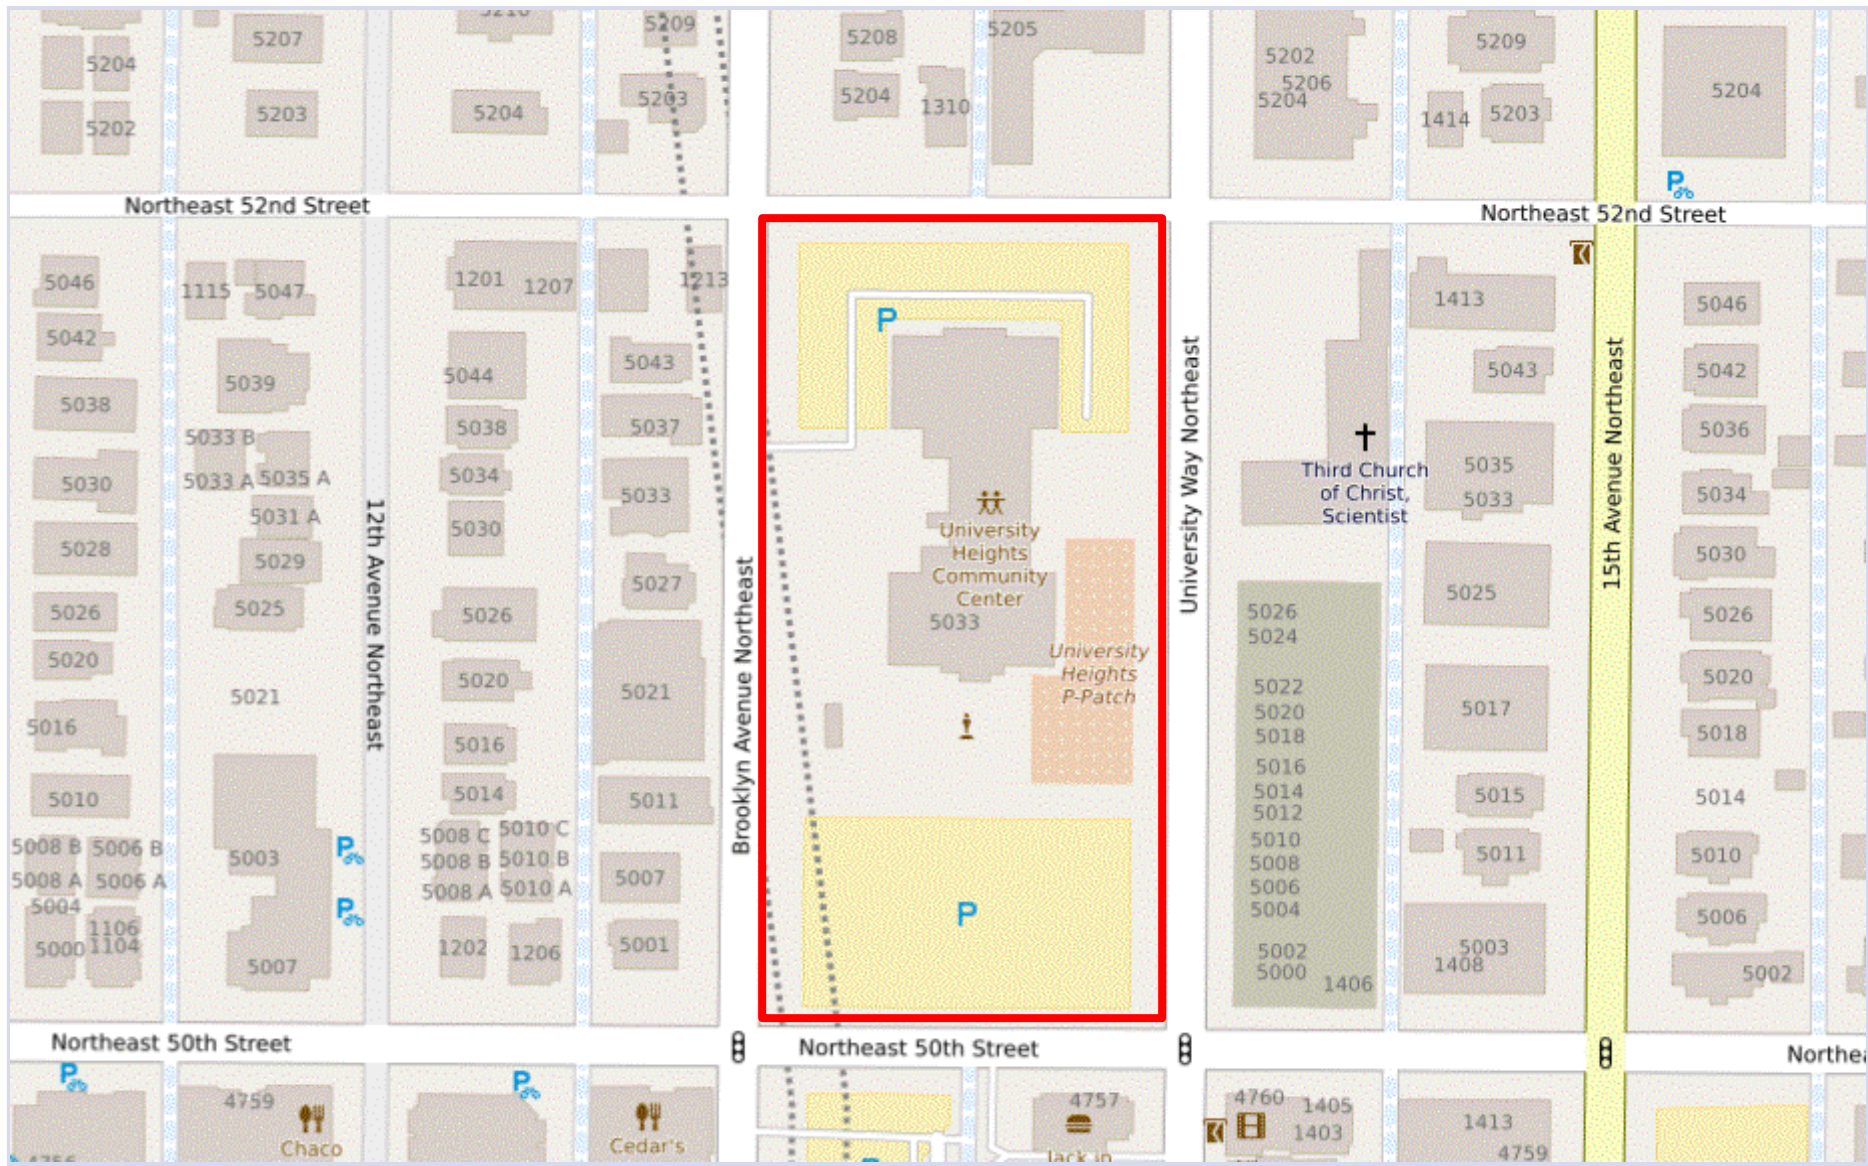 5207
5210
5209
5208
5205
5209
5204
5202
5206
5204
5204
5203
5204
5203
5204
1310
1414
5203
5204
5202
P
Northeast 52nd Street
Northeast 52nd Street
5046
1115
5047
1201
1207
1213
1413
5046
5042
P
5039
5044
5043
5043
5042
5038
5038
5037
5036
5033 B
5033 A
5035 A
5034
5033
5030
5031 A
5030
5028
5029
5027
5026
5025
5026
5020
5021
5020
5021
5016
5016
5010
5014
5011
12th Avenue Northeast
Brooklyn Avenue Northeast
University Way Northeast
15th Avenue Northeast
University
Heights
Community
Center
5033
University
Heights
P-Patch
Third Church
of Christ,
Scientist
5035
5033
5034
5025
5030
5026
5026
5024
5022
5020
5018
5016
5014
5012
5010
5008
5006
5004
5002
5000
1406
5017
5020
5018
5015
5014
5011
5010
5003
1408
5006
5002
5008 B
5006 B
5008 A
5006 A
5004
1106
5000
1104
5003
5007
P
P
5008 C
5010 C
5008 B
5010 B
5008 A
5010 A
1202
1206
5007
5001
P
Northeast 50th Street
Northeast 50th Street
P
P
4759
Chaco
Cedar's
4757
Jack in
4760
1405
1403
1413
4759
4756
P